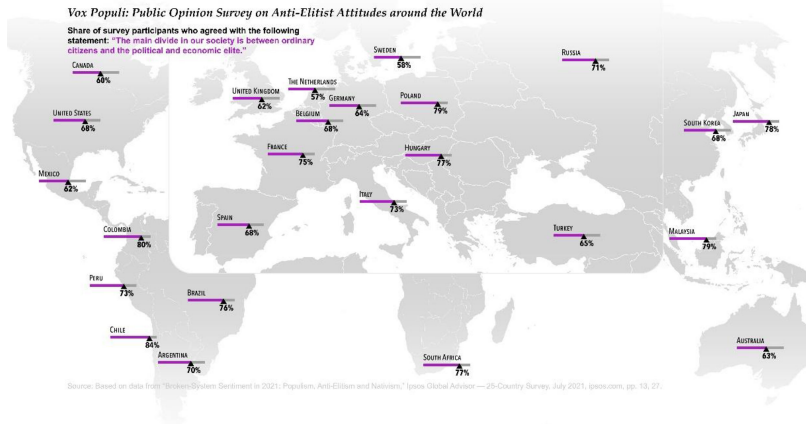 Vox Populi: Public Opinion Survey on Anti-Elitist Attitudes around the World
Share of survey participants who agreed with the following
statement: “The main divide in our society is between ordinary
citizens and the political and economic elite.”
CANADA
60%
UNITED STATES
68%
MEXICO
62%
COLOMBIA
80%
PERU
73%
BRAZIL
76%
CHILE
84%
ARGENTINA
70%
SWEDEN
58%
THE NETHERLANDS
57%
UNITED KINGDOM
62%
GERMANY
64%
BELGIUM
68%
POLAND
79%
FRANCE
75%
HUNGARY
77%
ITALY
73%
SPAIN
68%
TURKEY
65%
RUSSIA
71%
SOUTH KOREA
68%
JAPAN
78%
MALAYSIA
79%
SOUTH AFRICA
77%
AUSTRALIA
63%
Source: Based on data from “Broken-System Sentiment in 2021: Populism, Anti-Elitism and Nativism,” Ipsos Global Advisor — 25-Country Survey, July 2021, ipsos.com, pp. 13, 27.